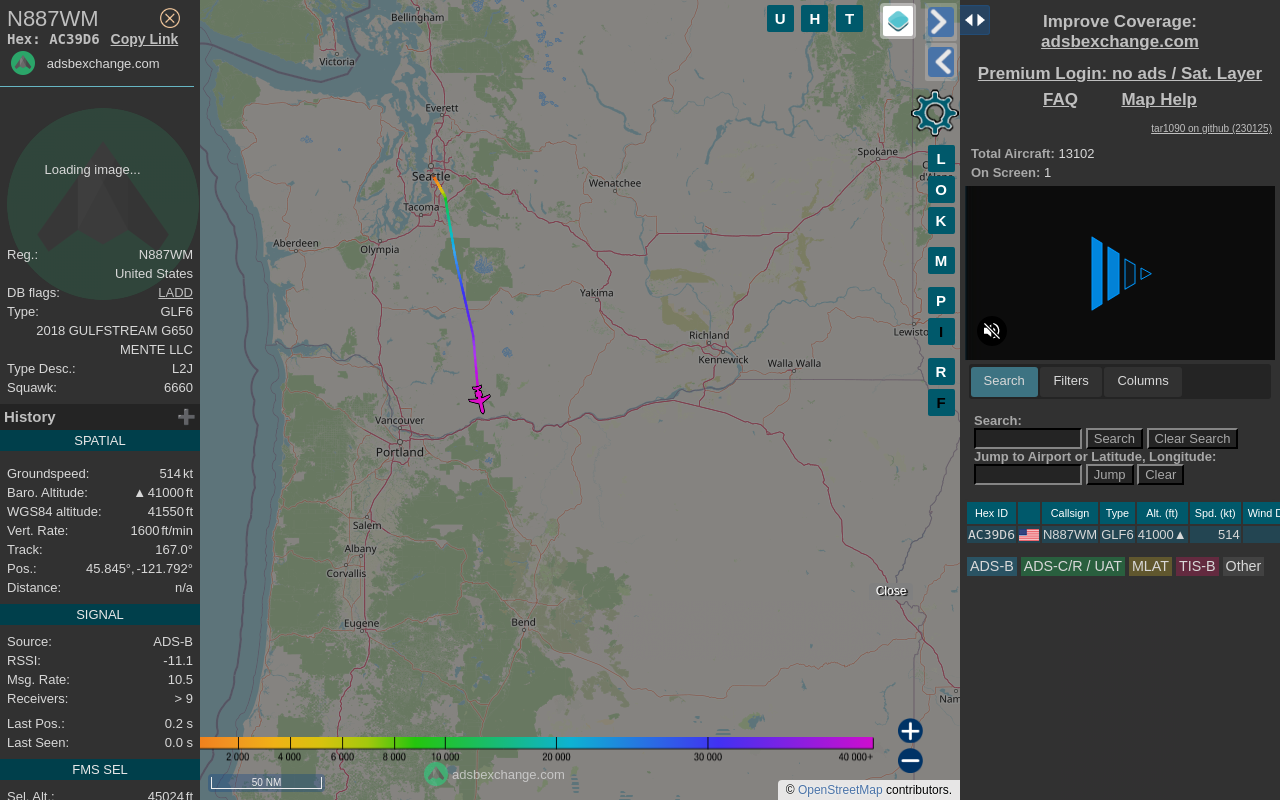 N887WM
Hex: AC39D6 Copy Link
adsbexchange.com
Loading image...
Reg.: N887WM
United States
DB flags: LADD
Type: GLF6
2018 GULFSTREAM G650
MENTE LLC
Type Desc.: L2J
Squawk: 6660
History
SPATIAL
Groundspeed: 514 kt
Baro. Altitude: ▲ 41000 ft
WGS84 altitude: 41550 ft
Vert. Rate: 1600 ft/min
Track: 167.0°
Pos.: 45.845°, -121.792°
Distance: n/a
SIGNAL
Source: ADS-B
RSSI: -11.1
Msg. Rate: 10.5
Receivers: > 9
Last Pos.: 0.2 s
Last Seen: 0.0 s
FMS SEL
Sel. Alt.: 45024 ft
Bellingham
Victoria
Everett
Seattle
Tacoma
Wenatchee
Spokane
Aberdeen
Olympia
Yakima
Richland
Kennewick
Walla Walla
Vancouver
Portland
Salem
Albany
Corvallis
Eugene
Bend
Close
U H T
L
O
K
M
P
I
R
F
2 000 4 000 6 000 8 000 10 000 20 000 30 000 40 000+
50 NM
adsbexchange.com
© OpenStreetMap contributors.
Improve Coverage:
adsbexchange.com
Premium Login: no ads / Sat. Layer
FAQ Map Help
tar1090 on github (230125)
Total Aircraft: 13102
On Screen: 1
Search Filters Columns
Search:
Search Clear Search
Jump to Airport or Latitude, Longitude:
Jump Clear
Hex ID Callsign Type Alt. (ft) Spd. (kt) Wind D
AC39D6 N887WM GLF6 41000▲ 514
ADS-B ADS-C/R / UAT MLAT TIS-B Other